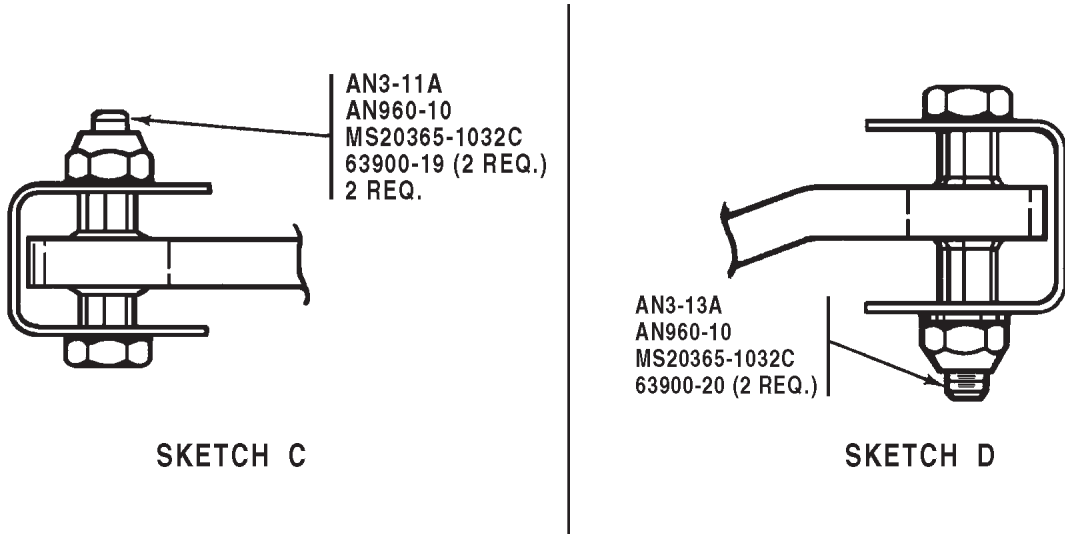 AN3-11A
AN960-10
MS20365-1032C
63900-19 (2 REQ.)
2 REQ.
SKETCH C
AN3-13A
AN960-10
MS20365-1032C
63900-20 (2 REQ.)
SKETCH D